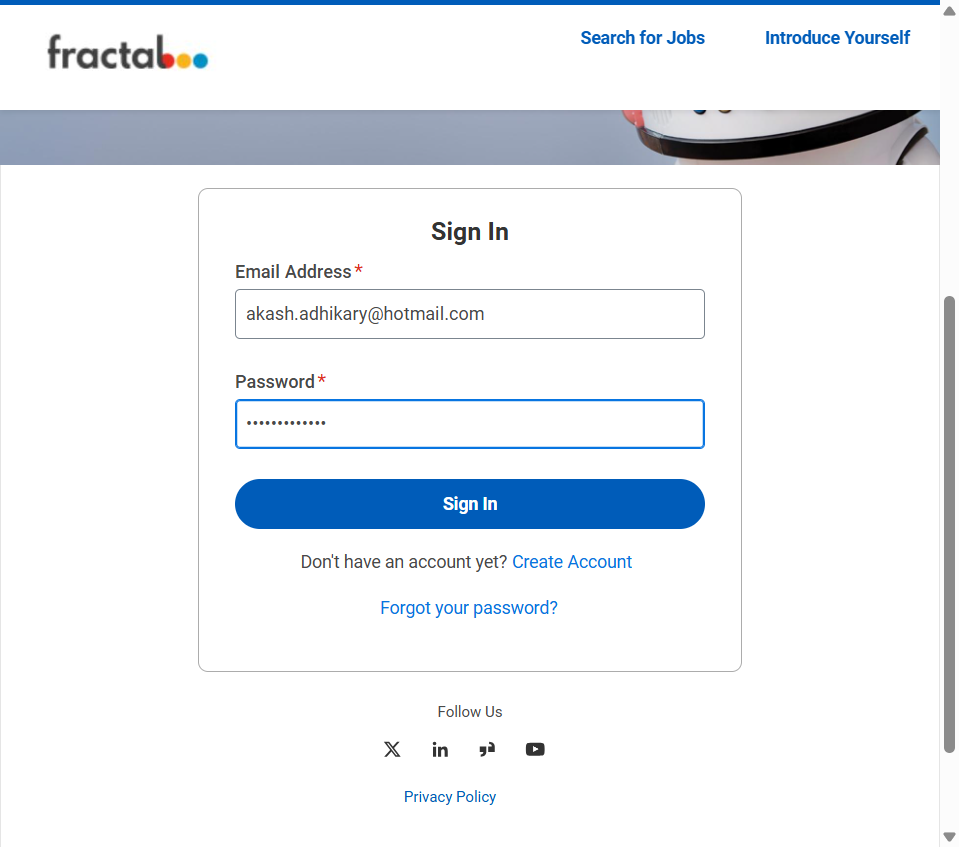 fractal
Search for Jobs
Introduce Yourself
Sign In
Email Address*
akash.adhikary@hotmail.com
Password*
•••••••••••••
Sign In
Don't have an account yet? Create Account
Forgot your password?
Follow Us
Privacy Policy